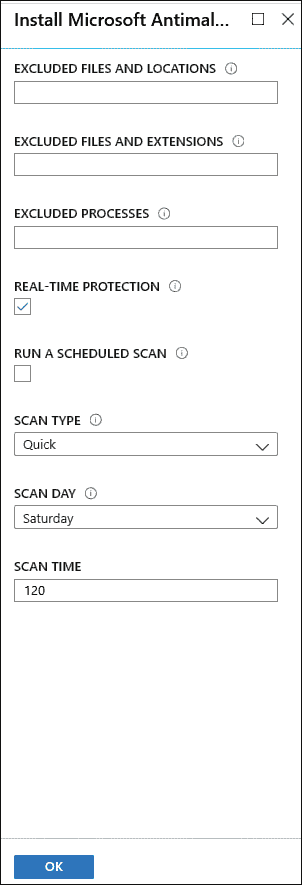 Install Microsoft Antimal...
EXCLUDED FILES AND LOCATIONS
EXCLUDED FILES AND EXTENSIONS
EXCLUDED PROCESSES
REAL-TIME PROTECTION
RUN A SCHEDULED SCAN
SCAN TYPE
Quick
SCAN DAY
Saturday
SCAN TIME
120
OK